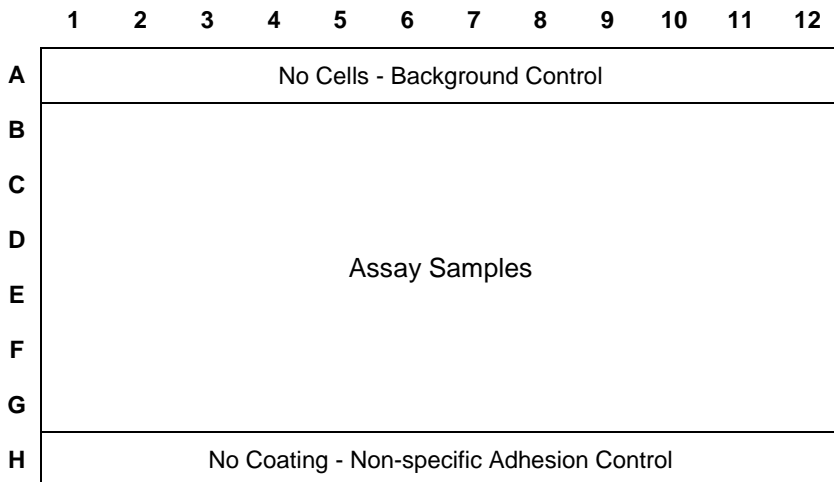 1 2 3 4 5 6 7 8 9 10 11 12
A No Cells - Background Control
B
C
D
Assay Samples
E
F
G
H No Coating - Non-specific Adhesion Control